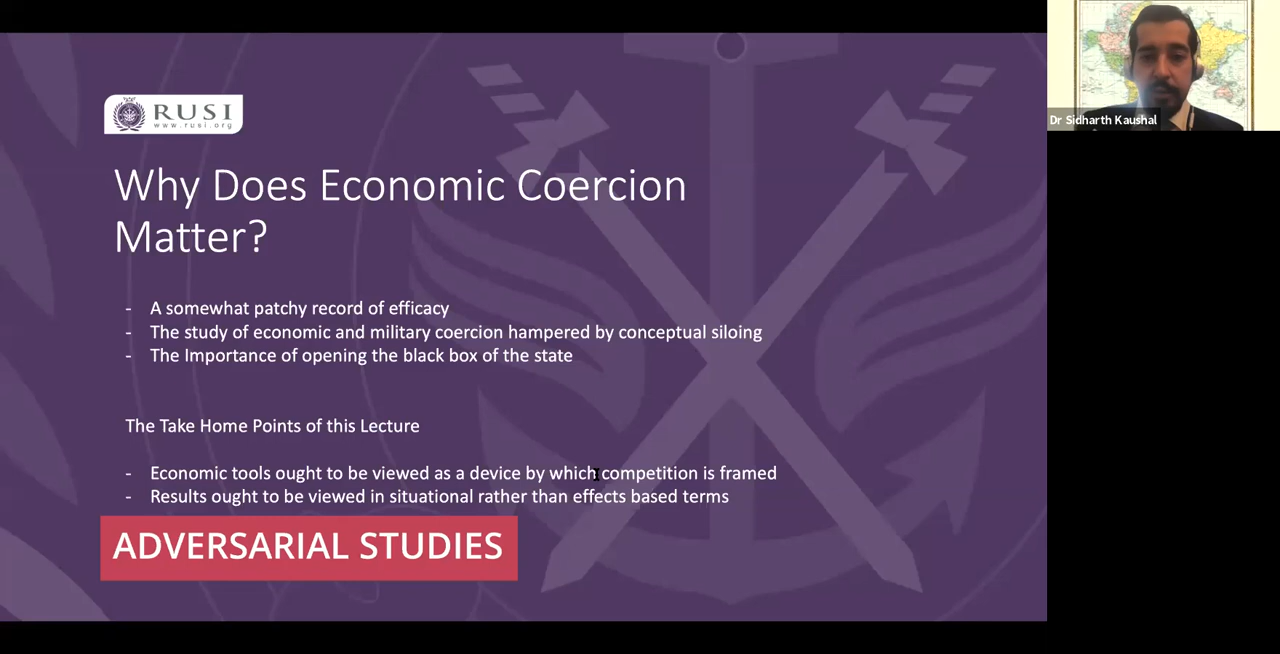 RUSI
www.rusi.org
Why Does Economic Coercion
Matter?
- A somewhat patchy record of efficacy
- The study of economic and military coercion hampered by conceptual siloing
- The Importance of opening the black box of the state
The Take Home Points of this Lecture
- Economic tools ought to be viewed as a device by which competition is framed
- Results ought to be viewed in situational rather than effects based terms
ADVERSARIAL STUDIES
Dr Sidharth Kaushal